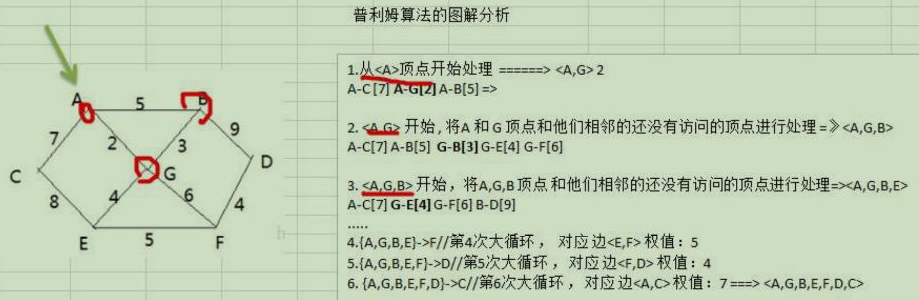 普利姆算法的图解分析
1.从<A>顶点开始处理 ======> <A,G> 2
A-C [7] A-G[2] A-B[5] =>
2. <A,G> 开始 , 将A 和 G 顶点和他们相邻的还没有访问的顶点进行处理 =》<A,G,B>
A-C[7] A-B[5] G-B[3] G-E[4] G-F[6]
3. <A,G,B> 开始，将A,G,B 顶点和他们相邻的还没有访问的顶点进行处理=><A,G,B,E>
A-C[7] G-E[4] G-F[6] B-D[9]
.....
4.{A,G,B,E}->F//第4次大循环 ， 对应边<E,F> 权值：5
5.{A,G,B,E,F}->D//第5次大循环 ， 对应边<F,D> 权值：4
6. {A,G,B,E,F,D}->C//第6次大循环 ， 对应边<A,C> 权值：7 ===> <A,G,B,E,F,D,C>
A
5
B
7
2
3
9
C
G
D
8
4
6
4
E
5
F